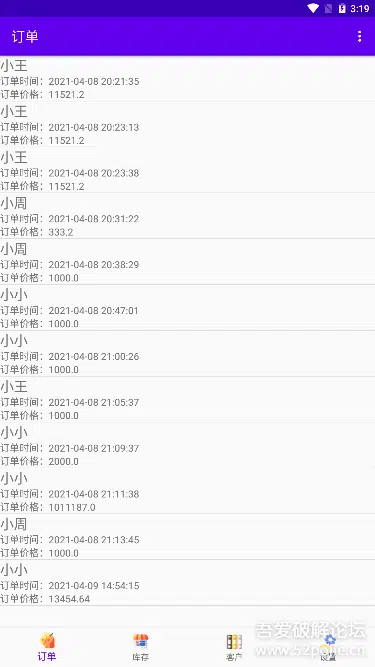 3:19
订单
小王
订单时间：2021-04-08 20:21:35
订单价格：11521.2
小王
订单时间：2021-04-08 20:23:13
订单价格：11521.2
小王
订单时间：2021-04-08 20:23:38
订单价格：11521.2
小周
订单时间：2021-04-08 20:31:22
订单价格：333.2
小周
订单时间：2021-04-08 20:38:29
订单价格：1000.0
小小
订单时间：2021-04-08 20:47:01
订单价格：1000.0
小小
订单时间：2021-04-08 21:00:26
订单价格：1000.0
小王
订单时间：2021-04-08 21:05:37
订单价格：1000.0
小小
订单时间：2021-04-08 21:09:37
订单价格：2000.0
小小
订单时间：2021-04-08 21:11:38
订单价格：1011187.0
小周
订单时间：2021-04-08 21:13:45
订单价格：1000.0
小小
订单时间：2021-04-09 14:54:15
订单价格：13454.64
吾爱破解论坛
www.52pojie.cn
订单 库存 客户 设置